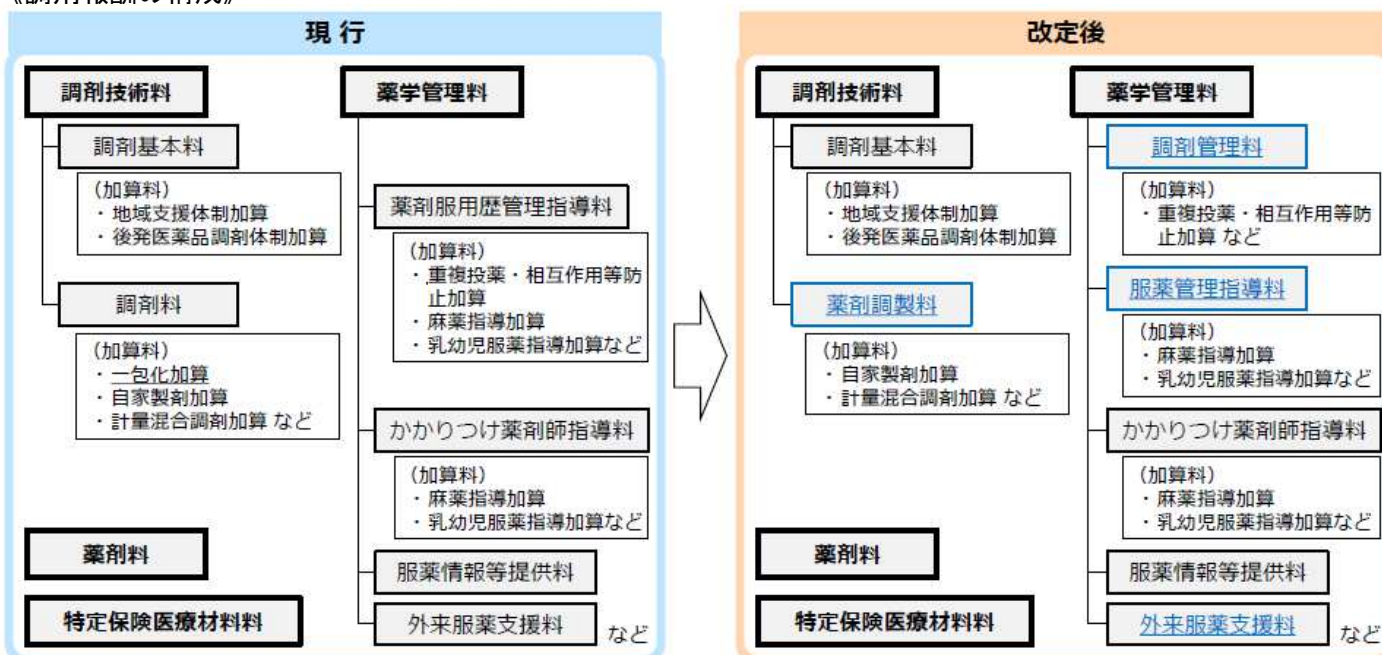 《調剤報酬の構成》
現 行
調剤技術料
調剤基本料
(加算料)
・地域支援体制加算
・後発医薬品調剤体制加算
調剤料
(加算料)
・一包化加算
・自家製剤加算
・計量混合調剤加算 など
薬剤料
特定保険医療材料料
薬学管理料
薬剤服用歴管理指導料
(加算料)
・重複投薬・相互作用等防
止加算
・麻薬指導加算
・乳幼児服薬指導加算など
かかりつけ薬剤師指導料
(加算料)
・麻薬指導加算
・乳幼児服薬指導加算など
服薬情報等提供料
外来服薬支援料
など
改定後
調剤技術料
調剤基本料
(加算料)
・地域支援体制加算
・後発医薬品調剤体制加算
薬剤調製料
(加算料)
・自家製剤加算
・計量混合調剤加算 など
薬剤料
特定保険医療材料料
薬学管理料
調剤管理料
(加算料)
・重複投薬・相互作用等防
止加算 など
服薬管理指導料
(加算料)
・麻薬指導加算
・乳幼児服薬指導加算など
かかりつけ薬剤師指導料
(加算料)
・麻薬指導加算
・乳幼児服薬指導加算など
服薬情報等提供料
外来服薬支援料
など